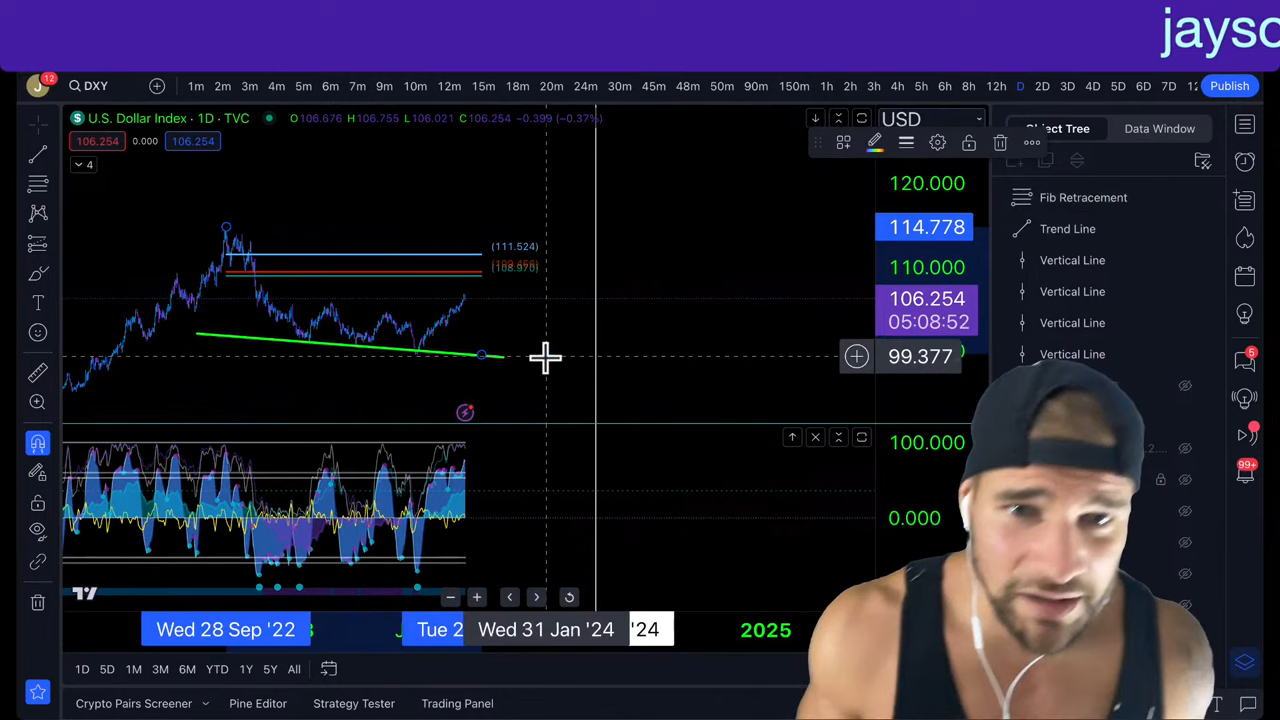 jaysc
J 12 DXY 1m 2m 3m 4m 5m 6m 7m 8m 9m 10m 12m 15m 18m 20m 24m 30m 45m 48m 50m 90m 150m 1h 2h 3h 4h 5h 6h 8h 12h D 2D 3D 4D 5D 6D 7D 12 Publish
S U.S. Dollar Index · 1D · TVC O106.676 H106.755 L106.021 C106.254 −0.399 (−0.37%) USD
Object Tree Data Window
106.254 0.000 106.254
4
120.000
Fib Retracement
114.778
Trend Line
(111.524)
Vertical Line
(108.970)
110.000
Vertical Line
106.254
05:08:52
Vertical Line
99.377
Vertical Line
5
100.000
99+
0.000
Wed 28 Sep '22 Tue 2 Wed 31 Jan '24 '24 2025
1D 5D 1M 3M 6M YTD 1Y 5Y All
Crypto Pairs Screener Pine Editor Strategy Tester Trading Panel